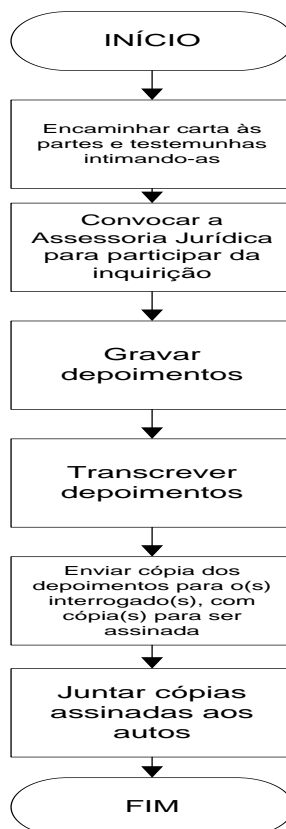 INÍCIO
Encaminhar carta às
partes e testemunhas
intimando-as
Convocar a
Assessoria Jurídica
para participar da
inquirição
Gravar
depoimentos
Transcrever
depoimentos
Enviar cópia dos
depoimentos para o(s)
interrogado(s), com
cópia(s) para ser
assinada
Juntar cópias
assinadas aos
autos
FIM